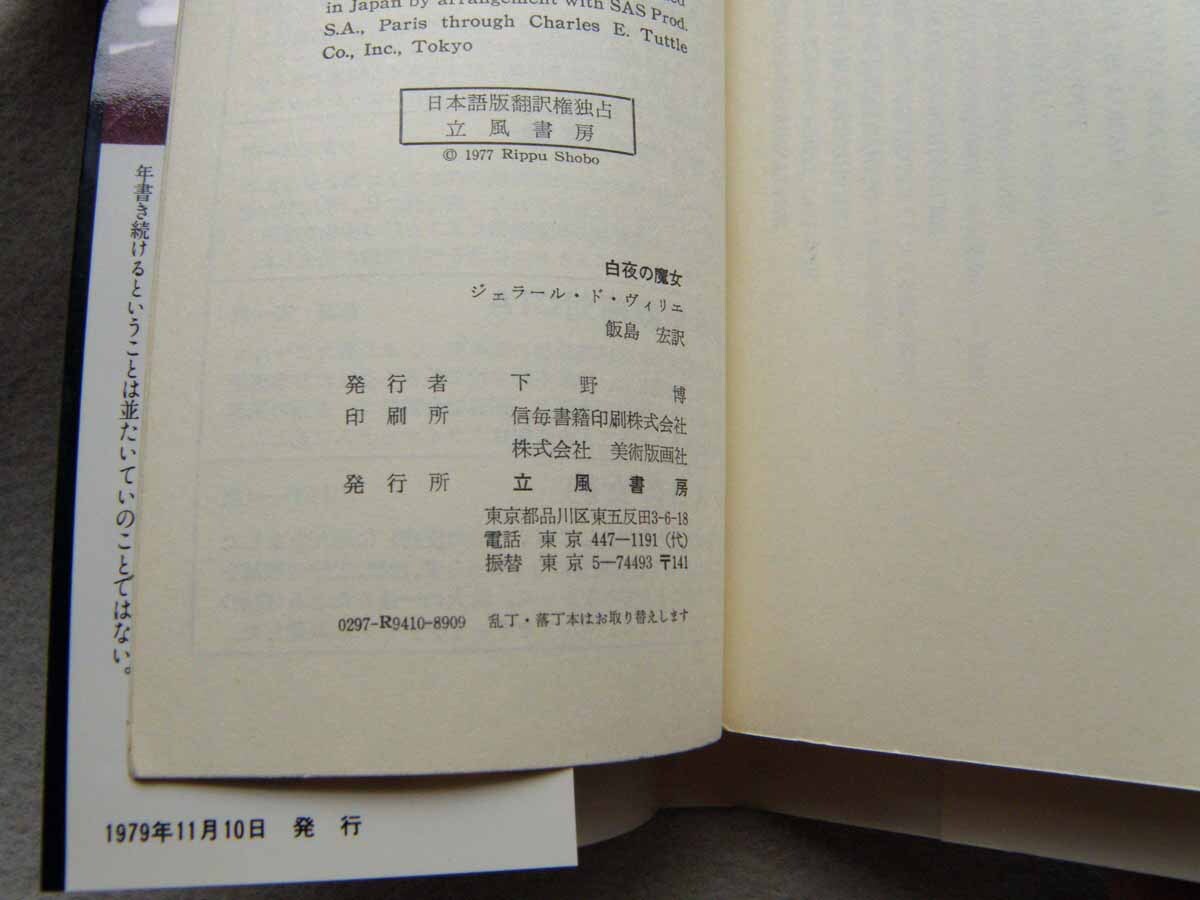 in Japan by arrangement with SAS Prod.
S.A., Paris through Charles E. Tuttle
Co., Inc., Tokyo
日本語版翻訳権独占
立風書房
© 1977 Rippu Shobo
白夜の魔女
ジェラール・ド・ヴィリエ
飯島 宏訳
発行者 下野 博
印刷所 信毎書籍印刷株式会社
株式会社 美術版画社
発行所 立風書房
東京都品川区東五反田3-6-18
電話 東京 447—1191 (代)
振替 東京 5—74493 〒141
0297-R9410-8909 乱丁・落丁本はお取り替えします
年書き続けるということは並たいていのことではない。
1979年11月10日 発行